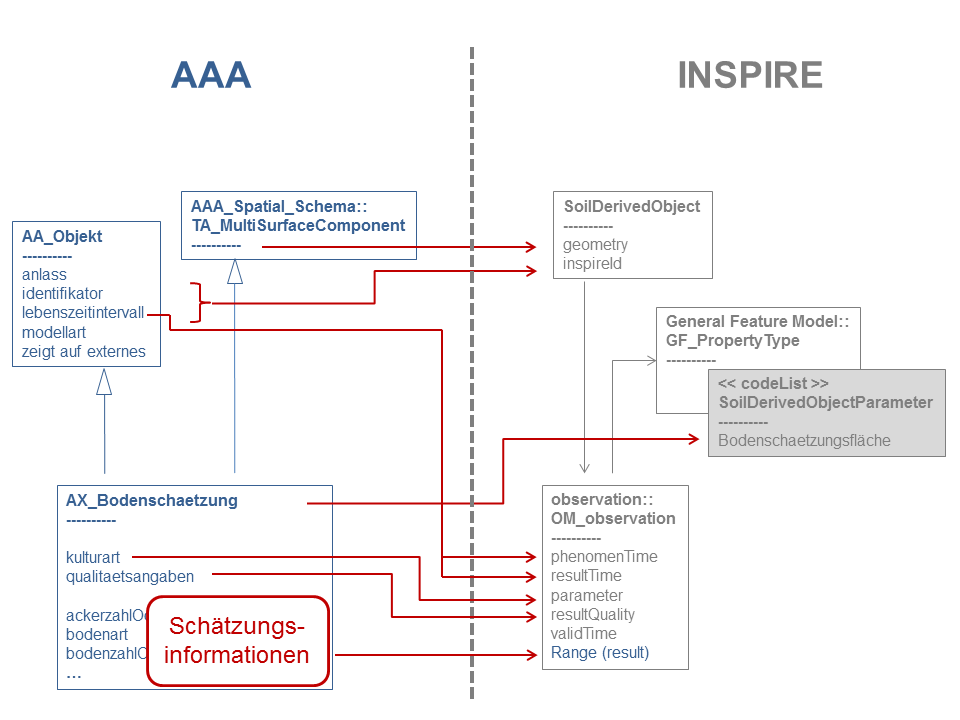 AAA
INSPIRE
AAA_Spatial_Schema::
TA_MultiSurfaceComponent
----------
AA_Objekt
----------
anlass
identifikator
lebenszeitintervall
modellart
zeigt auf externes
SoilDerivedObject
----------
geometry
inspireId
General Feature Model::
GF_PropertyType
----------
<< codeList >>
SoilDerivedObjectParameter
----------
Bodenschaetzungsfläche
AX_Bodenschaetzung
----------
kulturart
qualitaetsangaben
bodenart
...
Schätzungs-
informationen
observation::
OM_observation
----------
phenomenTime
resultTime
parameter
resultQuality
validTime
Range (result)